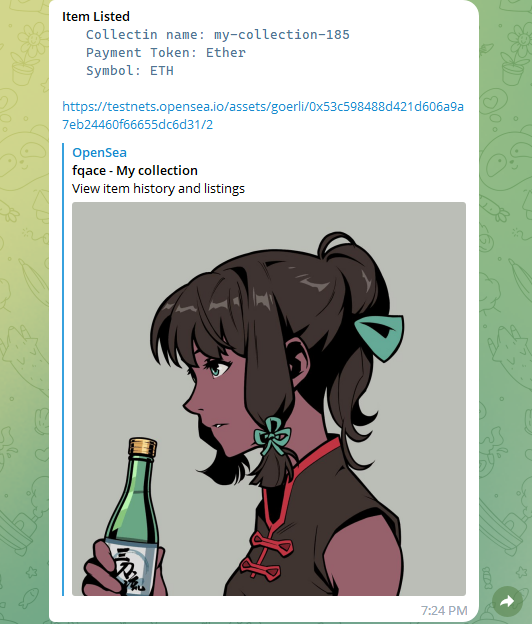 Item Listed
Collectin name: my-collection-185
Payment Token: Ether
Symbol: ETH
https://testnets.opensea.io/assets/goerli/0x53c598488d421d606a9a
7eb24460f66655dc6d31/2
OpenSea
fqace - My collection
View item history and listings
7:24 PM